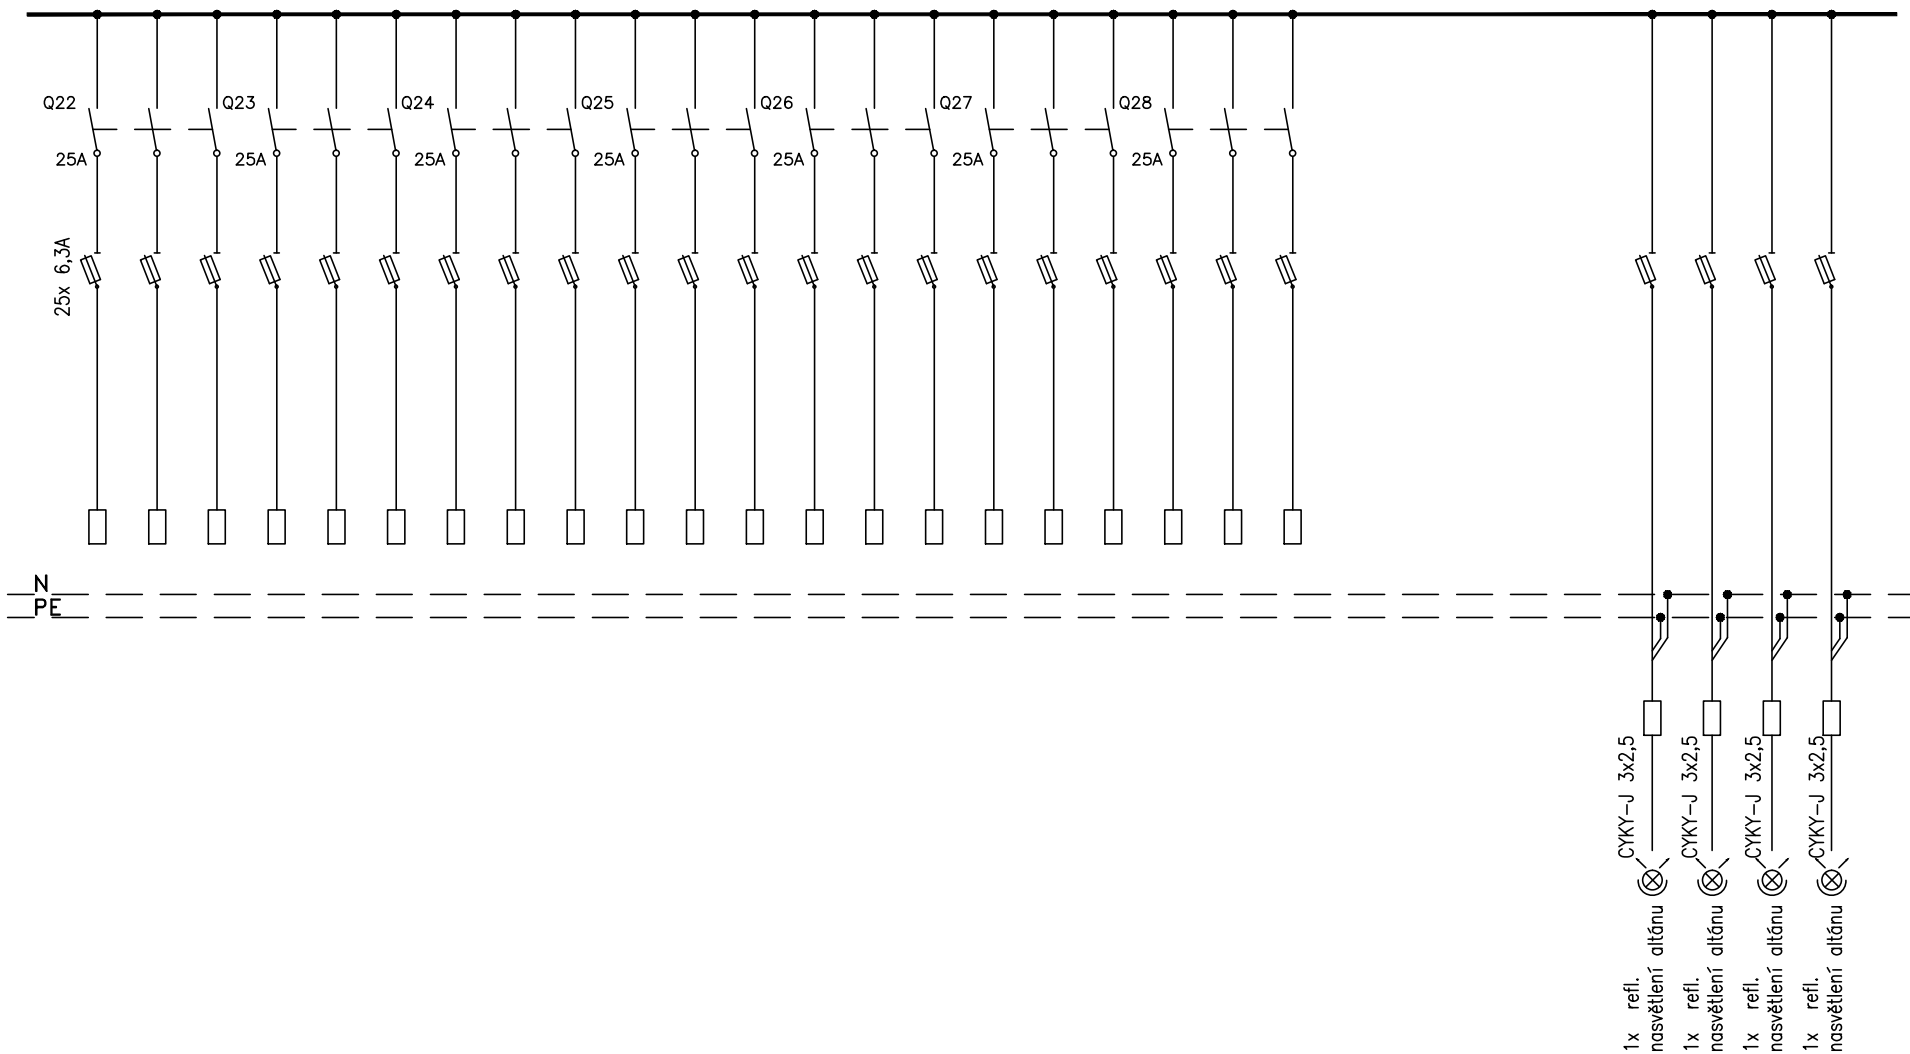 Q22
Q23
Q24
Q25
Q26
Q27
Q28
25A
25A
25A
25A
25A
25A
25A
25x 6,3A
N
PE
CYKY-J 3x2,5
CYKY-J 3x2,5
CYKY-J 3x2,5
CYKY-J 3x2,5
1x refl.
nasvětlení altánu
1x refl.
nasvětlení altánu
1x refl.
nasvětlení altánu
1x refl.
nasvětlení altánu